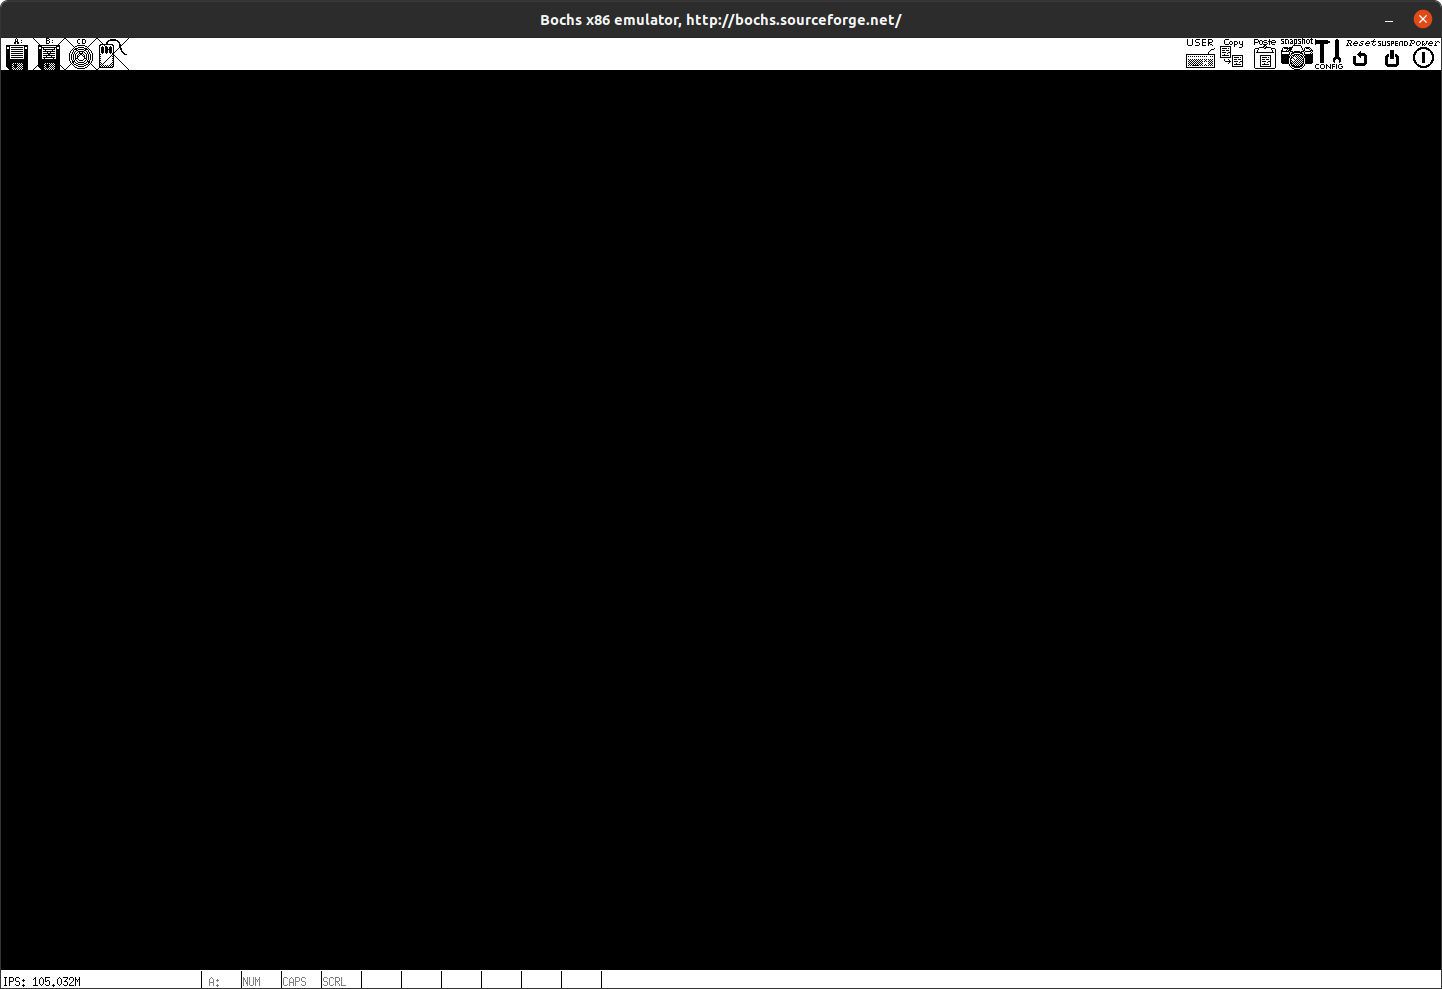 Bochs x86 emulator, http://bochs.sourceforge.net/
A: B: CD USER Copy Paste snapshot CONFIG Reset SUSPEND Power
IPS: 105.032M A: NUM CAPS SCRL